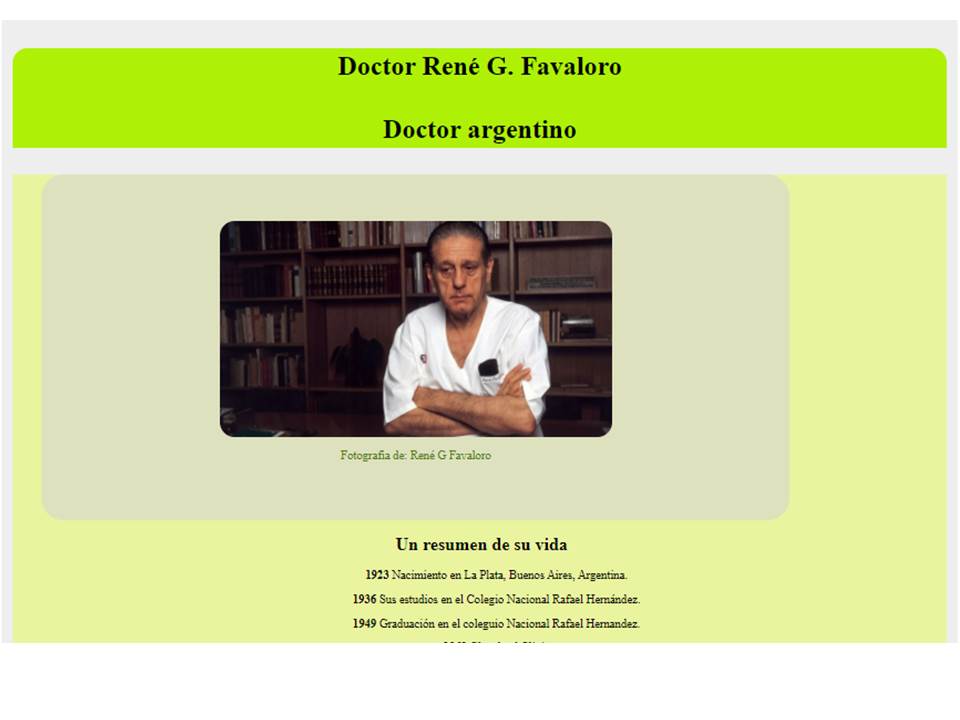 Doctor René G. Favaloro
Doctor argentino
Fotografia de: René G Favaloro
Un resumen de su vida
1923 Nacimiento en La Plata, Buenos Aires, Argentina.
1936 Sus estudios en el Colegio Nacional Rafael Hernández.
1949 Graduación en el coleguio Nacional Rafael Hernandez.